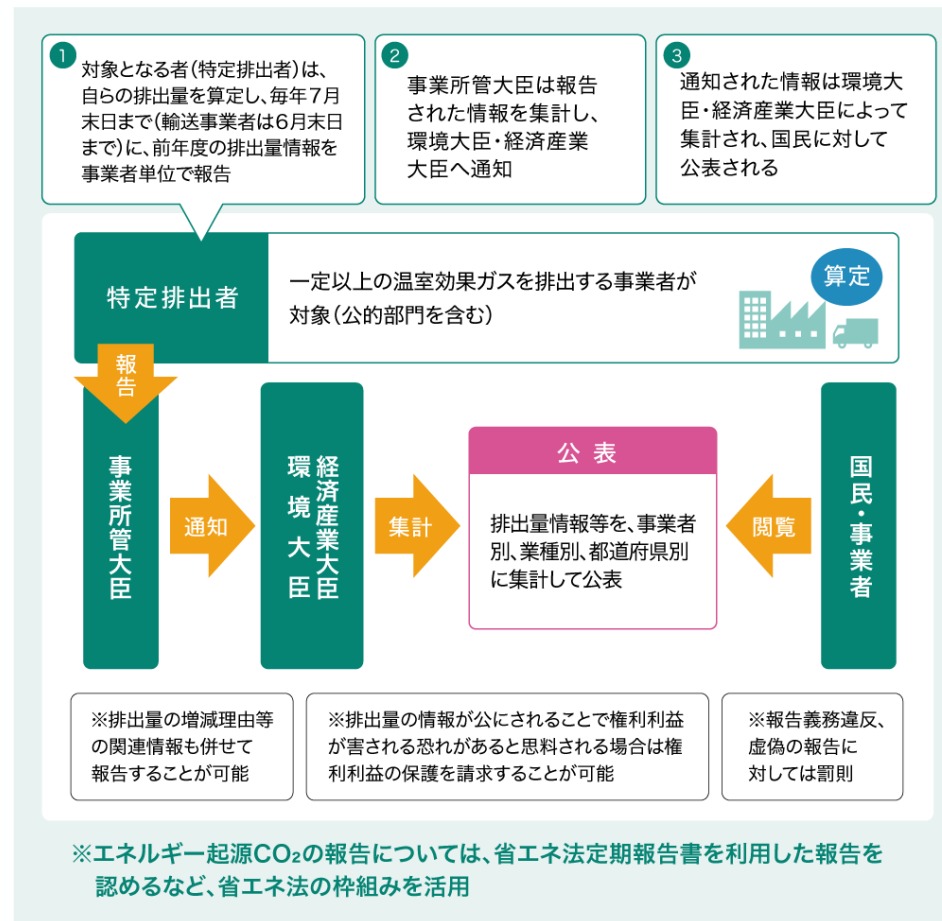 1
対象となる者(特定排出者)は、
自らの排出量を算定し、毎年7月
末日まで(輸送事業者は6月末日
まで)に、前年度の排出量情報を
事業者単位で報告
2
事業所管大臣は報告
された情報を集計し、
環境大臣・経済産業
大臣へ通知
3
通知された情報は環境大
臣・経済産業大臣によって
集計され、国民に対して
公表される
特定排出者
一定以上の温室効果ガスを排出する事業者が
対象(公的部門を含む)
算定
報告
事業所管大臣
通知
経済産業大臣
環境大臣
集計
公表
排出量情報等を、事業者
別、業種別、都道府県別
に集計して公表
閲覧
国民・事業者
※排出量の増減理由等
の関連情報も併せて
報告することが可能
※排出量の情報が公にされることで権利利益
が害される恐れがあると思料される場合は権
利利益の保護を請求することが可能
※報告義務違反、
虚偽の報告に
対しては罰則
※エネルギー起源CO₂の報告については、省エネ法定期報告書を利用した報告を
認めるなど、省エネ法の枠組みを活用